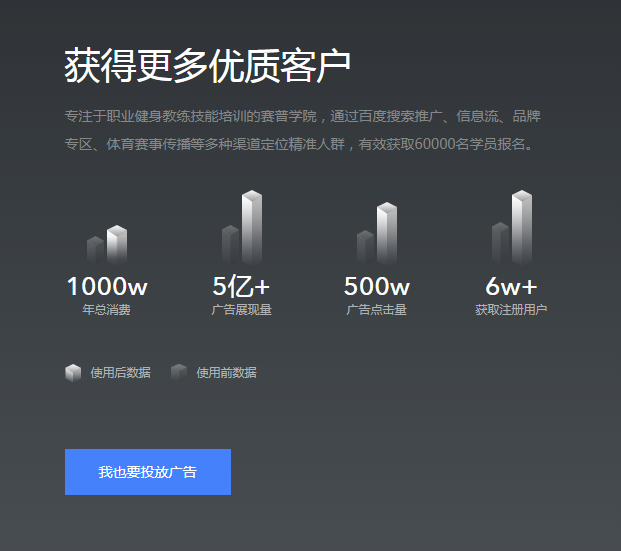 获得更多优质客户
专注于职业健身教练技能培训的赛普学院，通过百度搜索推广、信息流、品牌
专区、体育赛事传播等多种渠道定位精准人群，有效获取60000名学员报名。
1000w 5亿+ 500w 6w+
年总消费 广告展现量 广告点击量 获取注册用户
使用后数据 使用前数据
我也要投放广告